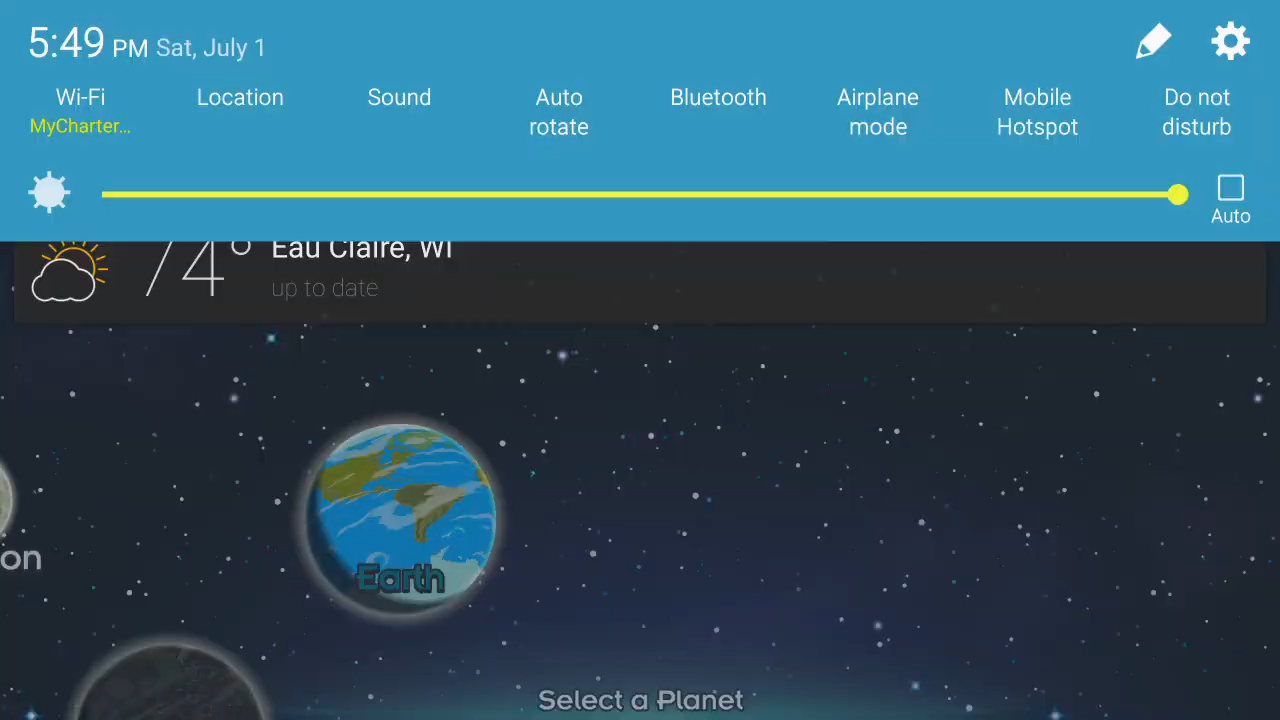 5:49 PM Sat, July 1
Wi-Fi
MyCharter...
Location
Sound
Auto
rotate
Bluetooth
Airplane
mode
Mobile
Hotspot
Do not
disturb
Auto
74° Eau Claire, WI
up to date
on
Earth
Select a Planet